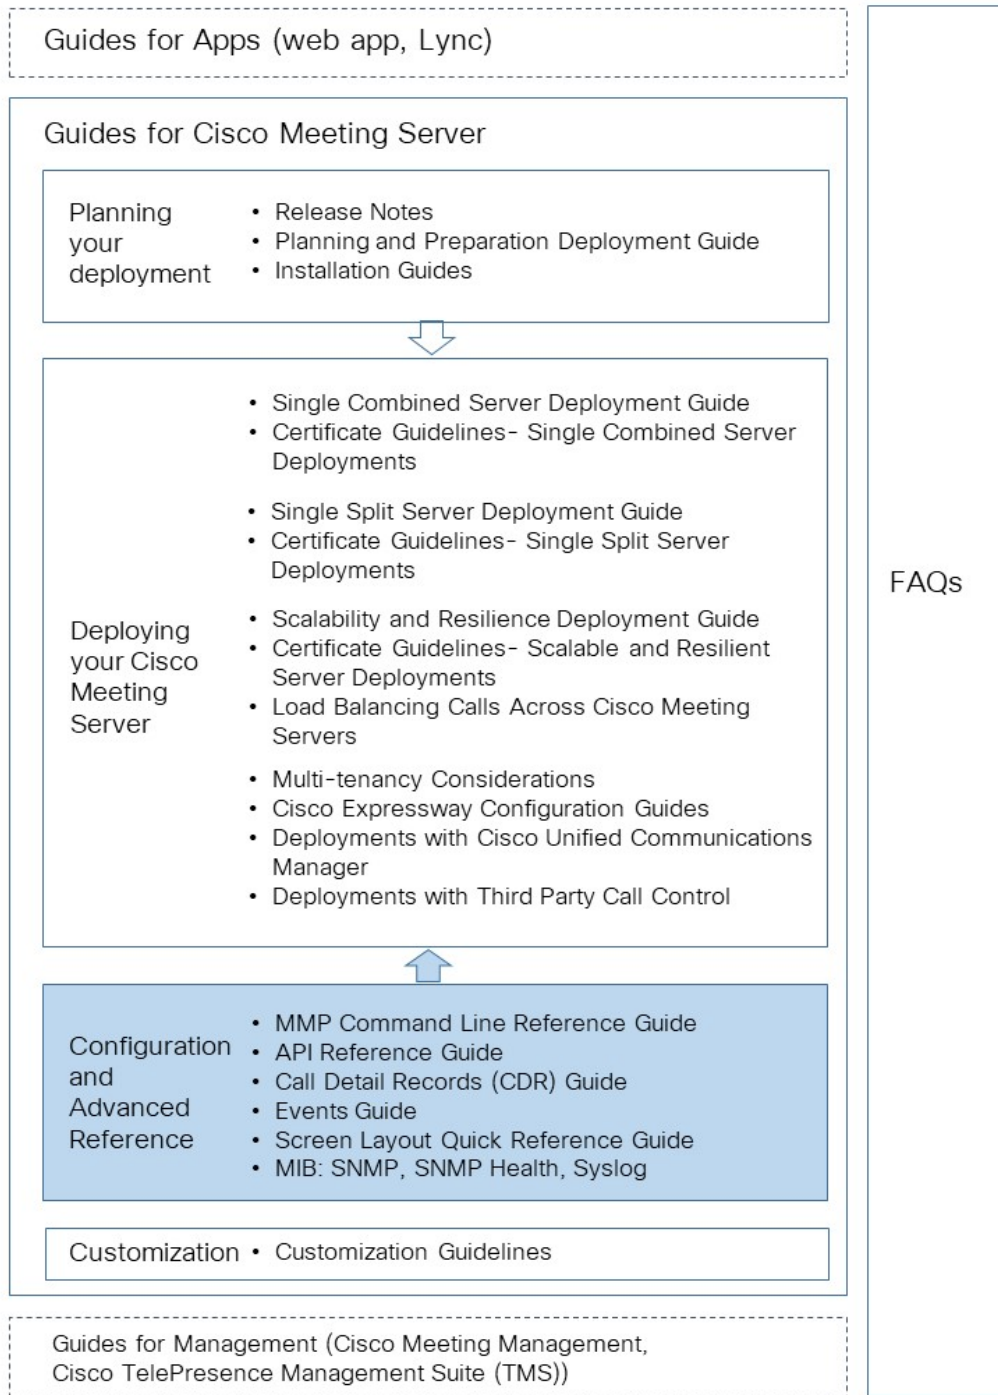 Guides for Apps (web app, Lync)
Guides for Cisco Meeting Server
Planning
your
deployment
• Release Notes
• Planning and Preparation Deployment Guide
• Installation Guides
Deploying
your Cisco
Meeting
Server
• Single Combined Server Deployment Guide
• Certificate Guidelines- Single Combined Server
Deployments
• Single Split Server Deployment Guide
• Certificate Guidelines- Single Split Server
Deployments
• Scalability and Resilience Deployment Guide
• Certificate Guidelines- Scalable and Resilient
Server Deployments
• Load Balancing Calls Across Cisco Meeting
Servers
• Multi-tenancy Considerations
• Cisco Expressway Configuration Guides
• Deployments with Cisco Unified Communications
Manager
• Deployments with Third Party Call Control
Configuration
and
Advanced
Reference
• MMP Command Line Reference Guide
• API Reference Guide
• Call Detail Records (CDR) Guide
• Events Guide
• Screen Layout Quick Reference Guide
• MIB: SNMP, SNMP Health, Syslog
Customization
• Customization Guidelines
Guides for Management (Cisco Meeting Management,
Cisco TelePresence Management Suite (TMS))
FAQs